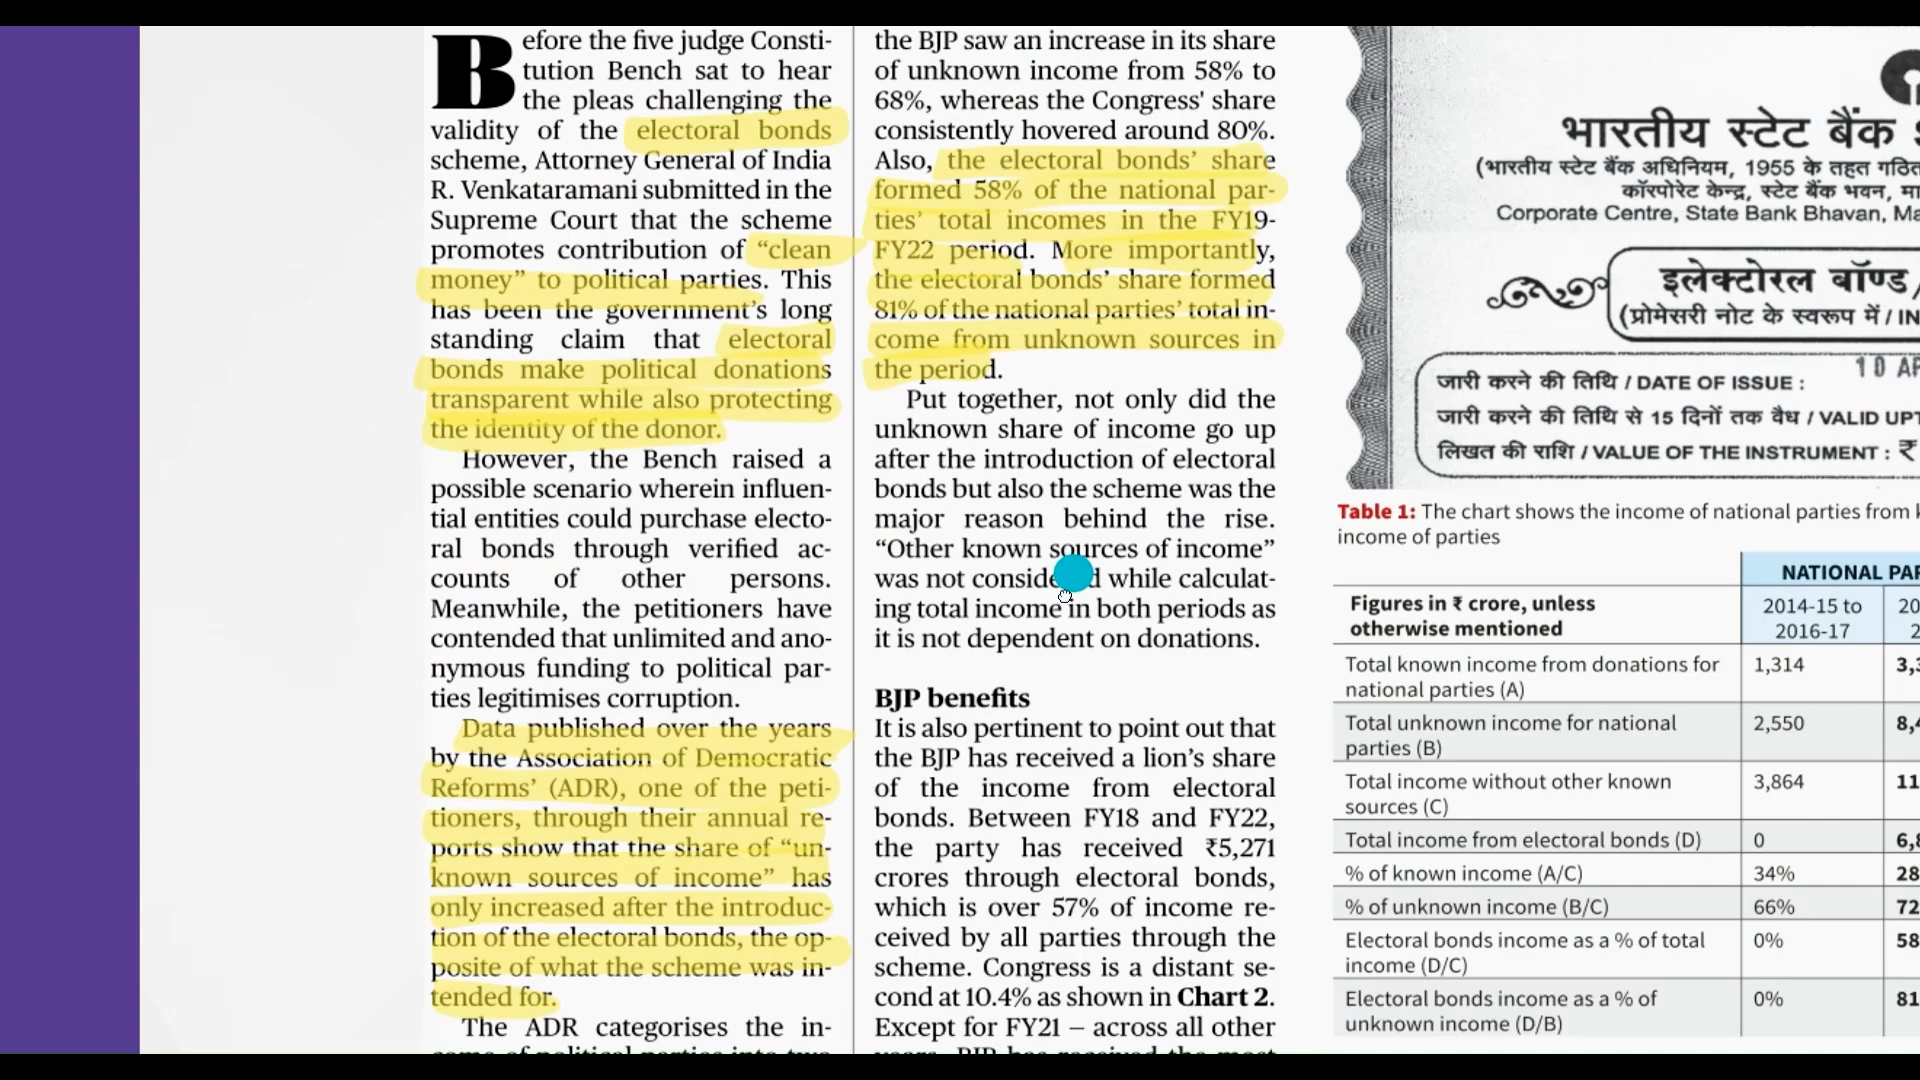 Before the five judge Consti-
tution Bench sat to hear
the pleas challenging the
validity of the electoral bonds
scheme, Attorney General of India
R. Venkataramani submitted in the
Supreme Court that the scheme
promotes contribution of “clean
money” to political parties. This
has been the government’s long
standing claim that electoral
bonds make political donations
transparent while also protecting
the identity of the donor.
However, the Bench raised a
possible scenario wherein influen-
tial entities could purchase electo-
ral bonds through verified ac-
counts of other persons.
Meanwhile, the petitioners have
contended that unlimited and ano-
nymous funding to political par-
ties legitimises corruption.
Data published over the years
by the Association of Democratic
Reforms’ (ADR), one of the peti-
tioners, through their annual re-
ports show that the share of “un-
known sources of income” has
only increased after the introduc-
tion of the electoral bonds, the op-
posite of what the scheme was in-
tended for.
The ADR categorises the in-
the BJP saw an increase in its share
of unknown income from 58% to
68%, whereas the Congress' share
consistently hovered around 80%.
Also, the electoral bonds’ share
formed 58% of the national par-
ties’ total incomes in the FY19-
FY22 period. More importantly,
the electoral bonds’ share formed
81% of the national parties’ total in-
come from unknown sources in
the period.
Put together, not only did the
unknown share of income go up
after the introduction of electoral
bonds but also the scheme was the
major reason behind the rise.
“Other known sources of income”
was not while calculat-
ing total income in both periods as
it is not dependent on donations.
BJP benefits
It is also pertinent to point out that
the BJP has received a lion’s share
of the income from electoral
bonds. Between FY18 and FY22,
the party has received ₹5,271
crores through electoral bonds,
which is over 57% of income re-
ceived by all parties through the
scheme. Congress is a distant se-
cond at 10.4% as shown in Chart 2.
Except for FY21 – across all other
भारतीय स्टेट बैंक
(भारतीय स्टेट बैंक अधिनियम, 1955 के तहत
कॉरपोरेट केन्द्र, स्टेट बैंक भवन,
Corporate Centre, State Bank Bhavan,
इलेक्टोरल बॉण्ड /
(प्रोमेसरी नोट के स्वरूप में / IN
10
जारी करने की तिथि / DATE OF ISSUE :
जारी करने की तिथि से 15 दिनों तक वैध / VALID
लिखत की राशि / VALUE OF THE INSTRUMENT : ₹
Table 1: The chart shows the income of national parties from
income of parties
NATIONAL
Figures in ₹ crore, unless
otherwise mentioned
2014-15 to
2016-17
Total known income from donations for
national parties (A)
1,314
Total unknown income for national
parties (B)
2,550
Total income without other known
sources (C)
3,864
Total income from electoral bonds (D)
0
% of known income (A/C)
34%
28
% of unknown income (B/C)
66%
72
Electoral bonds income as a % of total
income (D/C)
0%
58
Electoral bonds income as a % of
unknown income (D/B)
0%
81